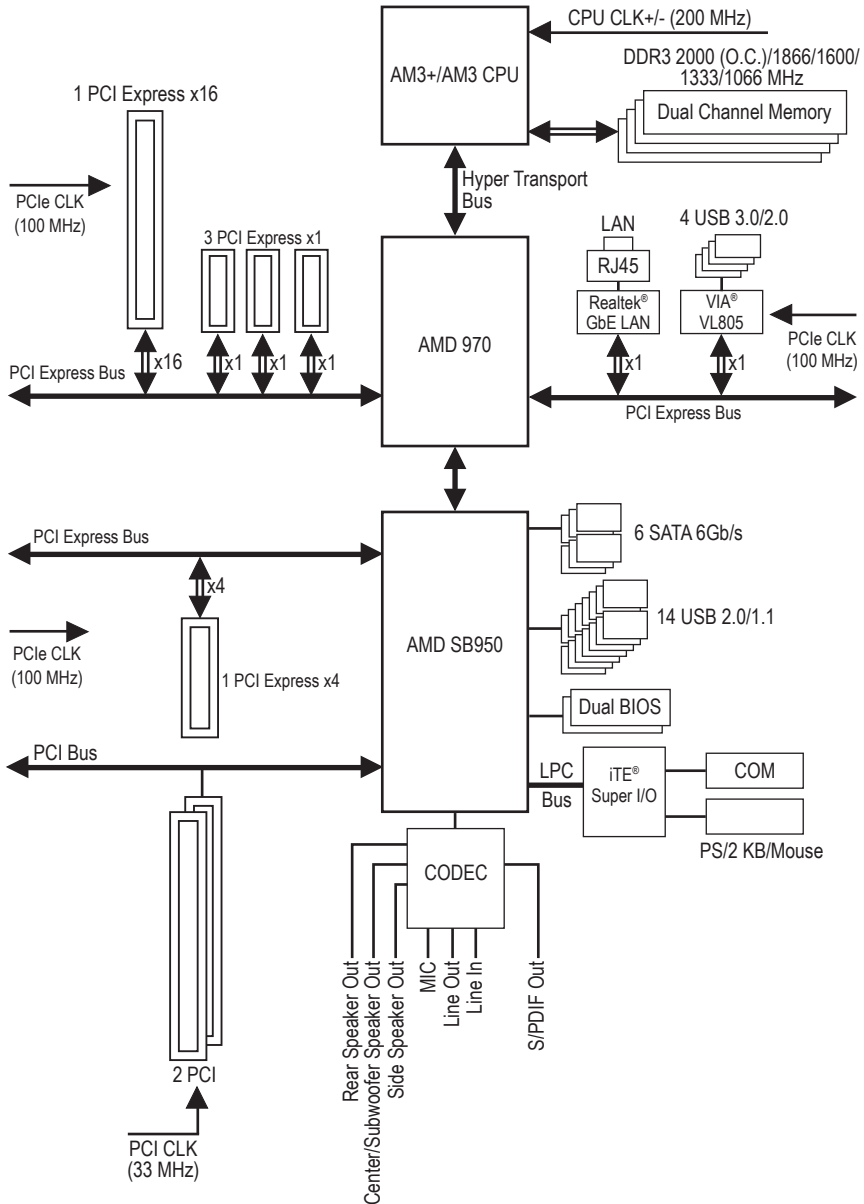 CPU CLK+/- (200 MHz)
AM3+/AM3 CPU
DDR3 2000 (O.C.)/1866/1600/
1333/1066 MHz
Dual Channel Memory
1 PCI Express x16
PCIe CLK
(100 MHz)
Hyper Transport
Bus
3 PCI Express x1
LAN
RJ45
Realtek®
GbE LAN
4 USB 3.0/2.0
VIA®
VL805
PCIe CLK
(100 MHz)
AMD 970
x16
x1
x1
x1
x1
x1
PCI Express Bus
PCI Express Bus
PCI Express Bus
x4
PCIe CLK
(100 MHz)
1 PCI Express x4
AMD SB950
6 SATA 6Gb/s
14 USB 2.0/1.1
Dual BIOS
PCI Bus
LPC
Bus
iTE®
Super I/O
COM
PS/2 KB/Mouse
CODEC
Rear Speaker Out
Center/Subwoofer Speaker Out
Side Speaker Out
MIC
Line Out
Line In
S/PDIF Out
2 PCI
PCI CLK
(33 MHz)